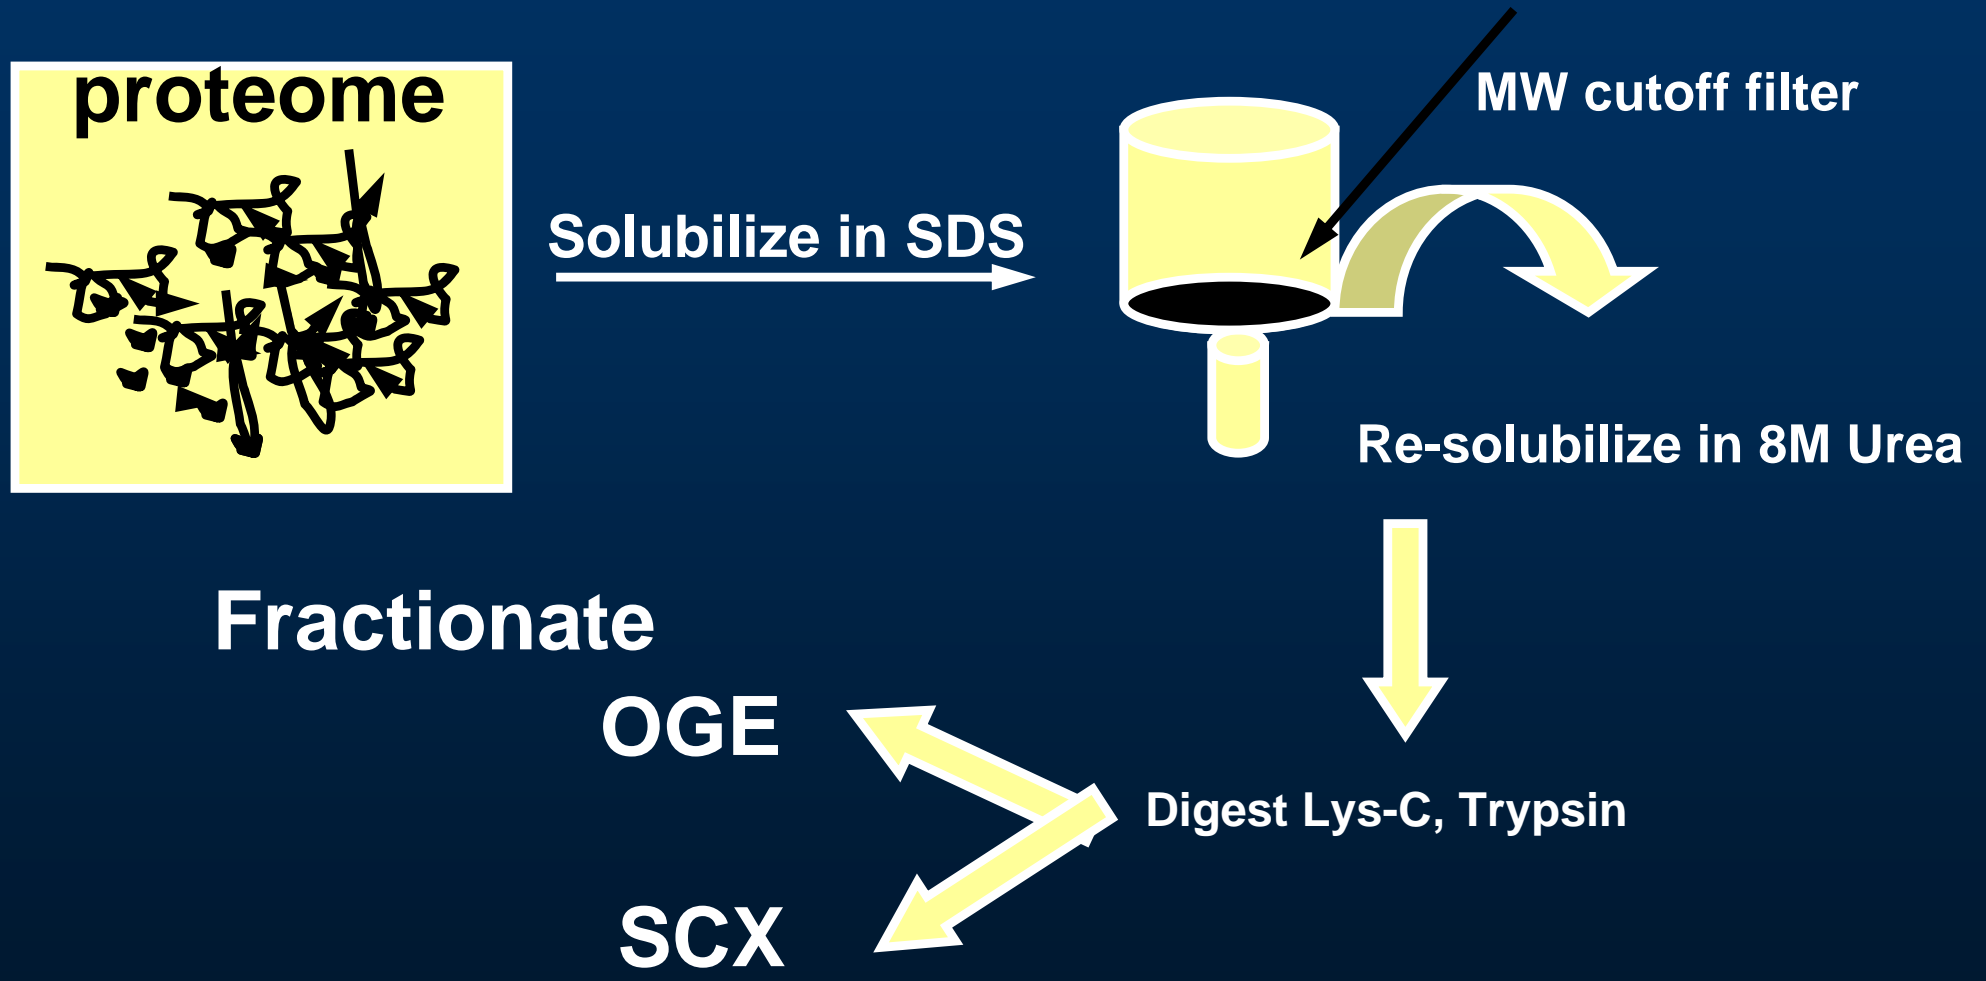 proteome
Solubilize in SDS
MW cutoff filter
Re-solubilize in 8M Urea
Digest Lys-C, Trypsin
Fractionate
OGE
SCX